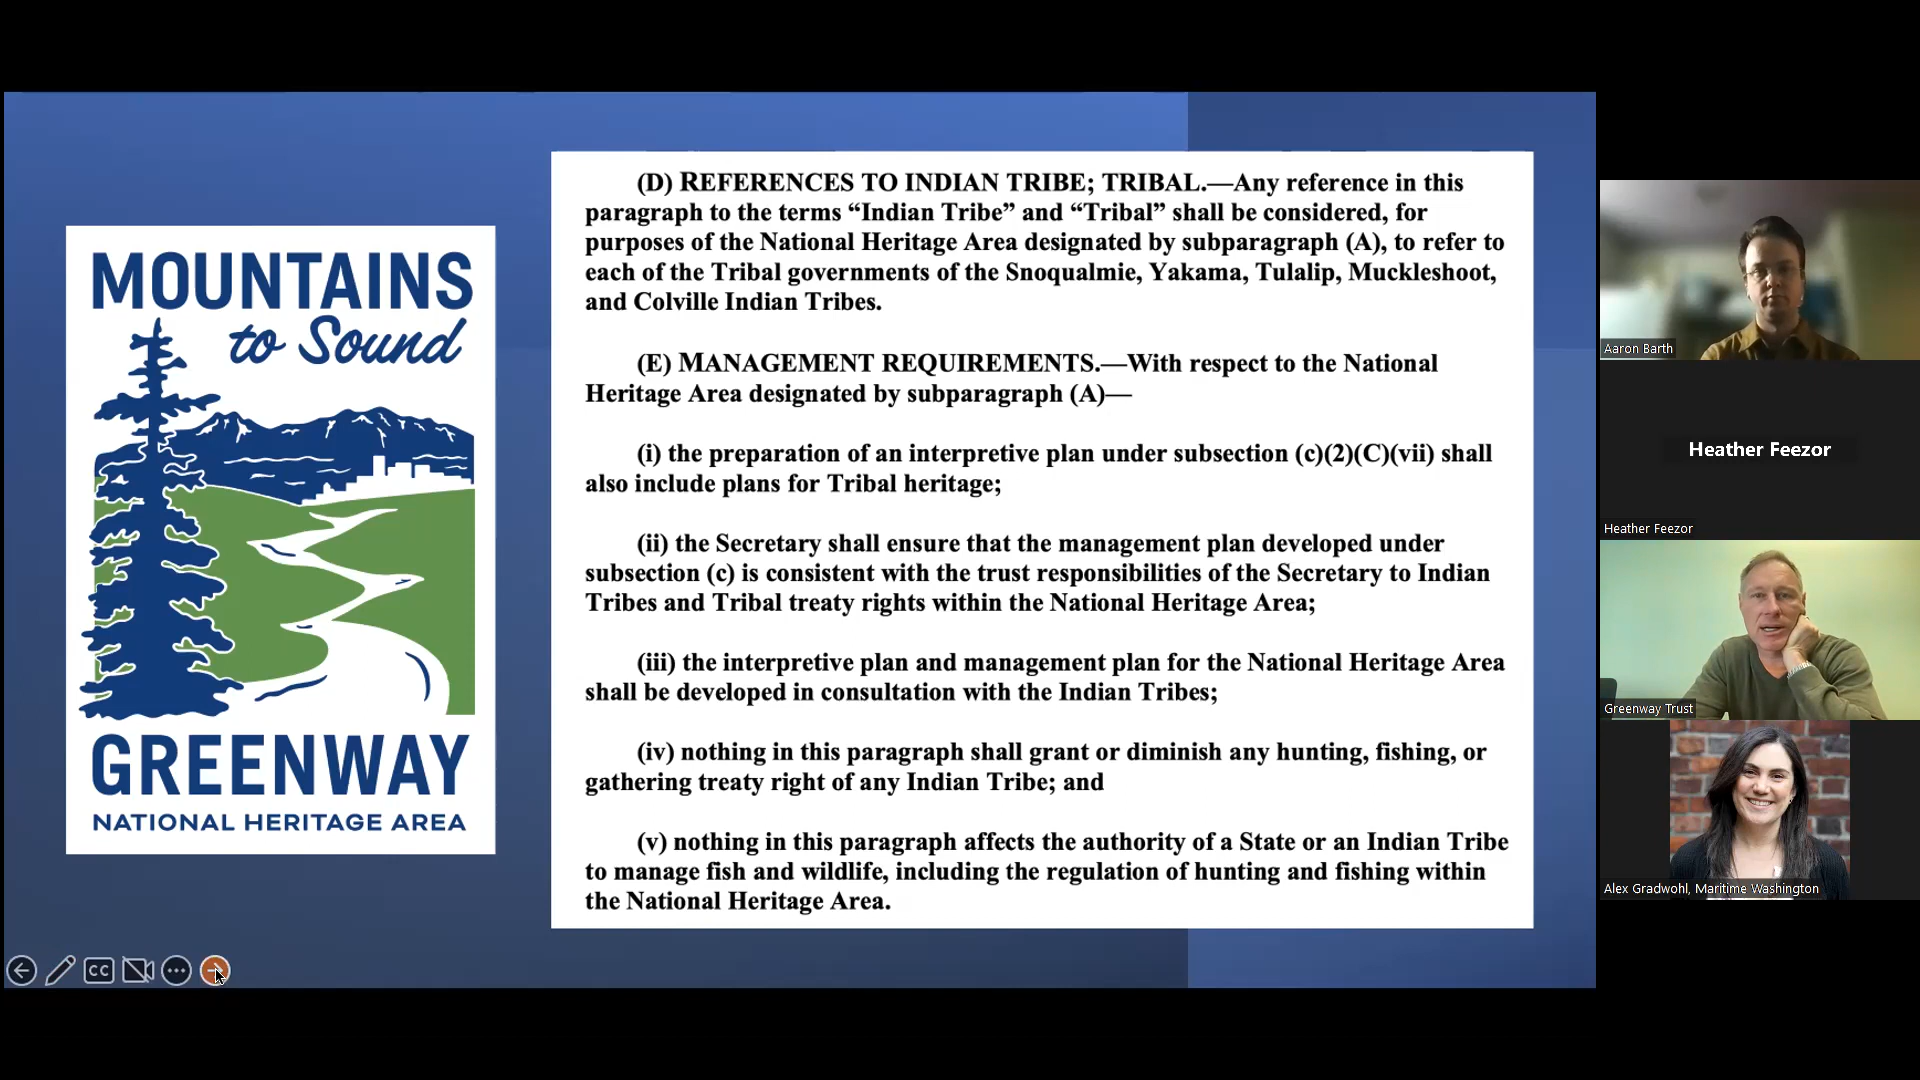 MOUNTAINS
to Sound
GREENWAY
NATIONAL HERITAGE AREA
(D) REFERENCES TO INDIAN TRIBE; TRIBAL.—Any reference in this
paragraph to the terms “Indian Tribe” and “Tribal” shall be considered, for
purposes of the National Heritage Area designated by subparagraph (A), to refer to
each of the Tribal governments of the Snoqualmie, Yakama, Tulalip, Muckleshoot,
and Colville Indian Tribes.
(E) MANAGEMENT REQUIREMENTS.—With respect to the National
Heritage Area designated by subparagraph (A)—
(i) the preparation of an interpretive plan under subsection (c)(2)(C)(vii) shall
also include plans for Tribal heritage;
(ii) the Secretary shall ensure that the management plan developed under
subsection (c) is consistent with the trust responsibilities of the Secretary to Indian
Tribes and Tribal treaty rights within the National Heritage Area;
(iii) the interpretive plan and management plan for the National Heritage Area
shall be developed in consultation with the Indian Tribes;
(iv) nothing in this paragraph shall grant or diminish any hunting, fishing, or
gathering treaty right of any Indian Tribe; and
(v) nothing in this paragraph affects the authority of a State or an Indian Tribe
to manage fish and wildlife, including the regulation of hunting and fishing within
the National Heritage Area.
CC
Aaron Barth
Heather Feezor
Heather Feezor
Greenway Trust
Alex Gradwohl, Maritime Washington